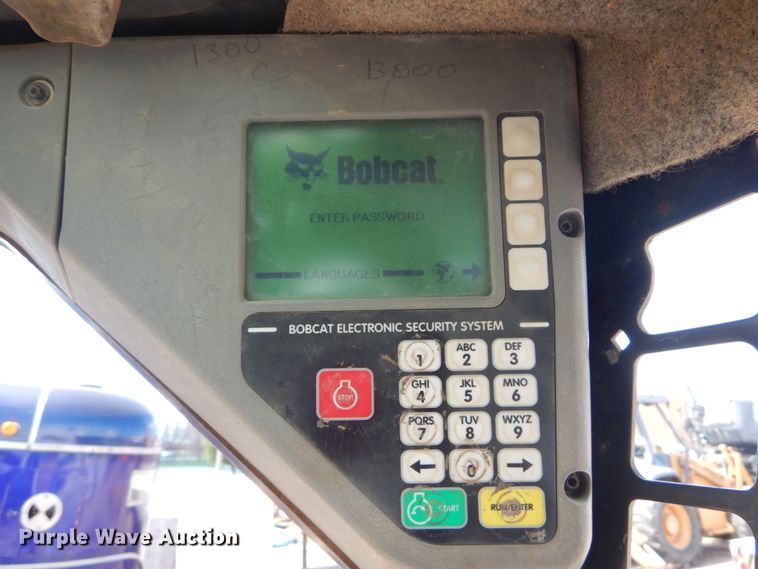 1300
13000
Bobcat
ENTER PASSWORD
LANGUAGES
BOBCAT ELECTRONIC SECURITY SYSTEM
1
ABC 2
DEF 3
GHI 4
JKL 5
MNO 6
PQRS 7
TUV 8
WXYZ 9
0
STOP
START
RUN/ENTER
Purple Wave Auction